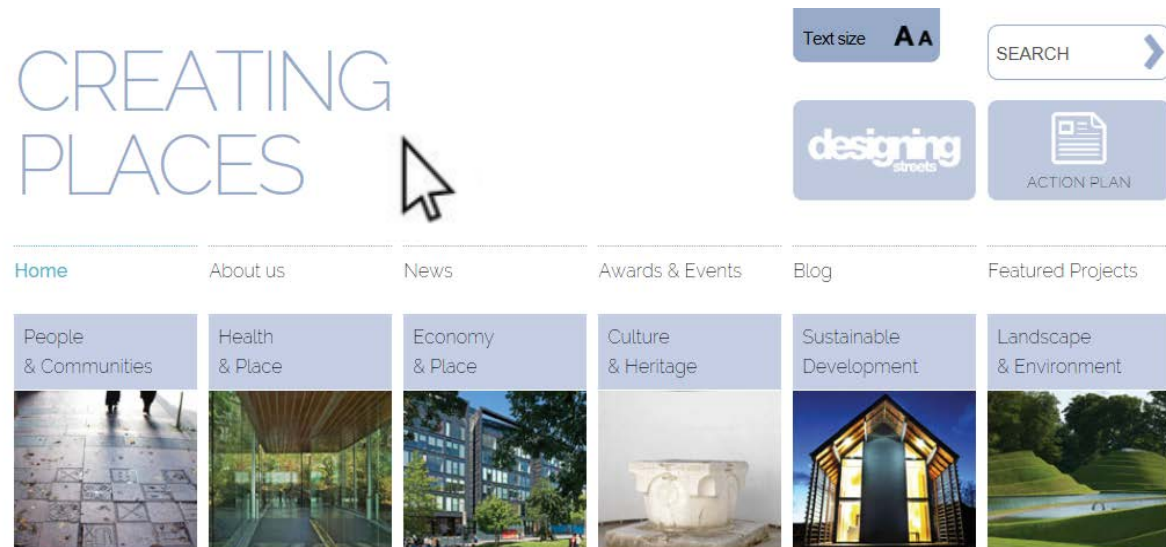 Text size A A
SEARCH
CREATING
PLACES
designing
streets
ACTION PLAN
Home
About us
News
Awards & Events
Blog
Featured Projects
People
& Communities
Health
& Place
Economy
& Place
Culture
& Heritage
Sustainable
Development
Landscape
& Environment